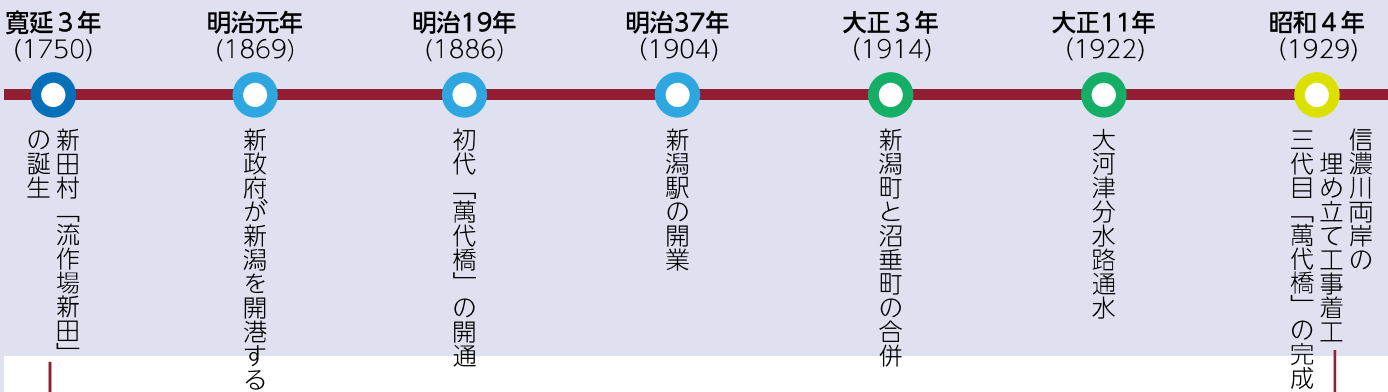 寛延３年
(1750)
新田村「流作場新田」
の誕生
明治元年
(1869)
新政府が新潟を開港する
明治19年
(1886)
初代「萬代橋」の開通
明治37年
(1904)
新潟駅の開業
大正３年
(1914)
新潟町と沼垂町の合併
大正11年
(1922)
大河津分水路通水
昭和４年
(1929)
信濃川両岸の
埋め立て工事着工
三代目「萬代橋」の完成